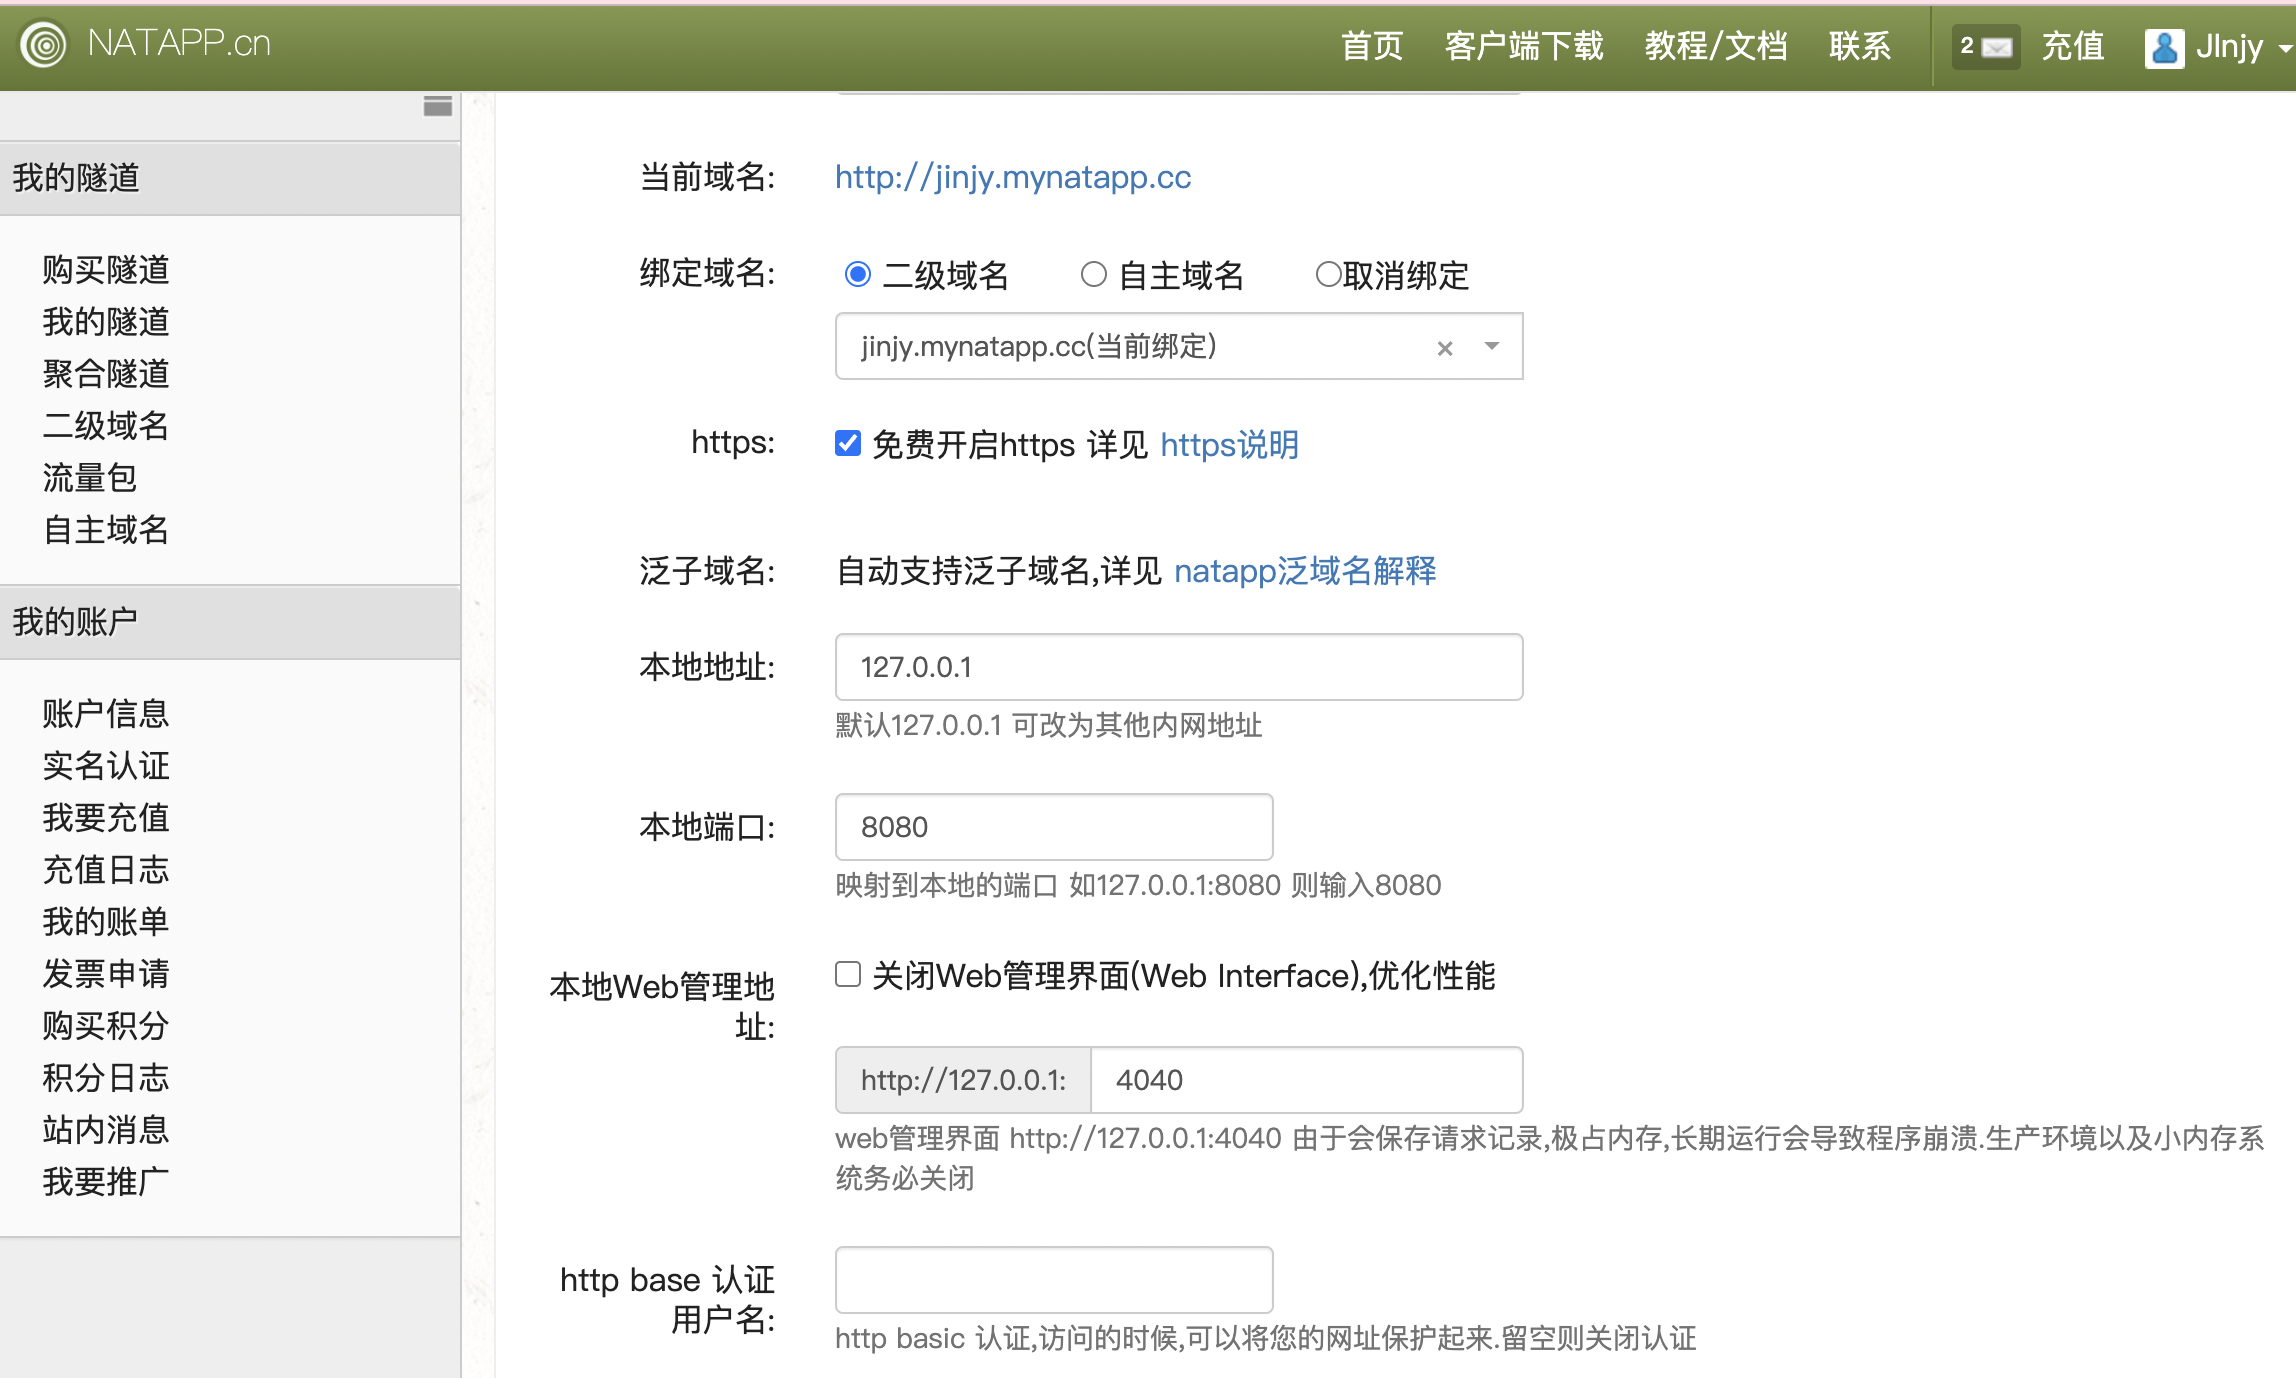 NATAPP.cn
首页 客户端下载 教程/文档 联系 2 充值 JInjy
我的隧道
购买隧道
我的隧道
聚合隧道
二级域名
流量包
自主域名
我的账户
账户信息
实名认证
我要充值
充值日志
我的账单
发票申请
购买积分
积分日志
站内消息
我要推广
当前域名: http://jinjy.mynatapp.cc
绑定域名: 二级域名 自主域名 取消绑定
jinjy.mynatapp.cc(当前绑定) ×
https: 免费开启https 详见 https说明
泛子域名: 自动支持泛子域名,详见 natapp泛域名解释
本地地址: 127.0.0.1
默认127.0.0.1 可改为其他内网地址
本地端口: 8080
映射到本地的端口 如127.0.0.1:8080 则输入8080
本地Web管理地
址:
关闭Web管理界面(Web Interface),优化性能
http://127.0.0.1: 4040
web管理界面 http://127.0.0.1:4040 由于会保存请求记录,极占内存,长期运行会导致程序崩溃.生产环境以及小内存系
统务必关闭
http base 认证
用户名:
http basic 认证,访问的时候,可以将您的网址保护起来.留空则关闭认证